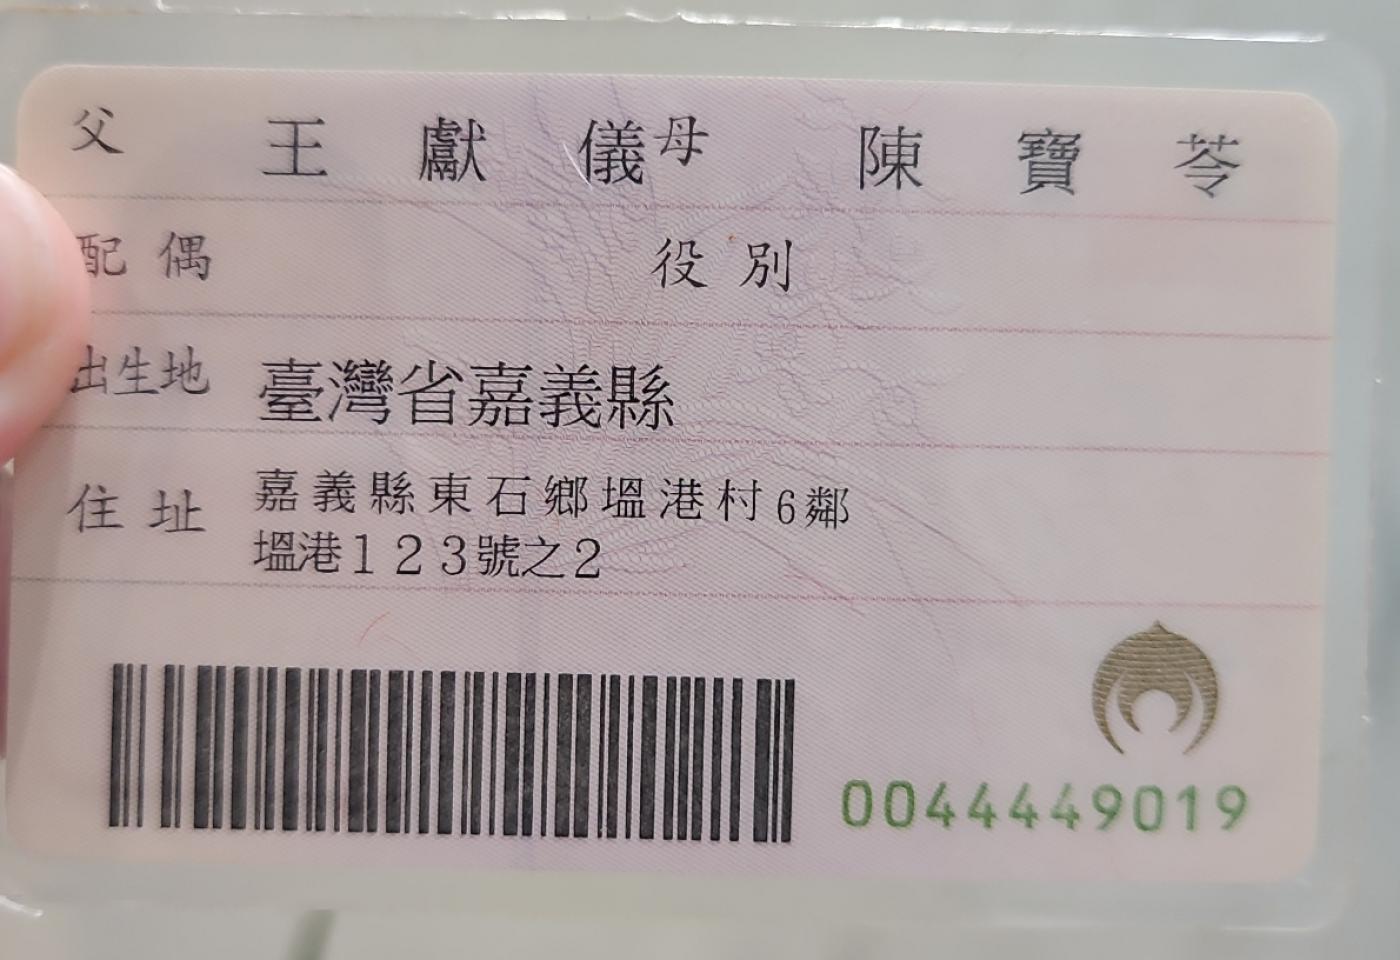 父 王獻儀 母 陳寶苓
配偶 役別
出生地 臺灣省嘉義縣
住址 嘉義縣東石鄉塭港村6鄰
塭港123號之2
0044449019